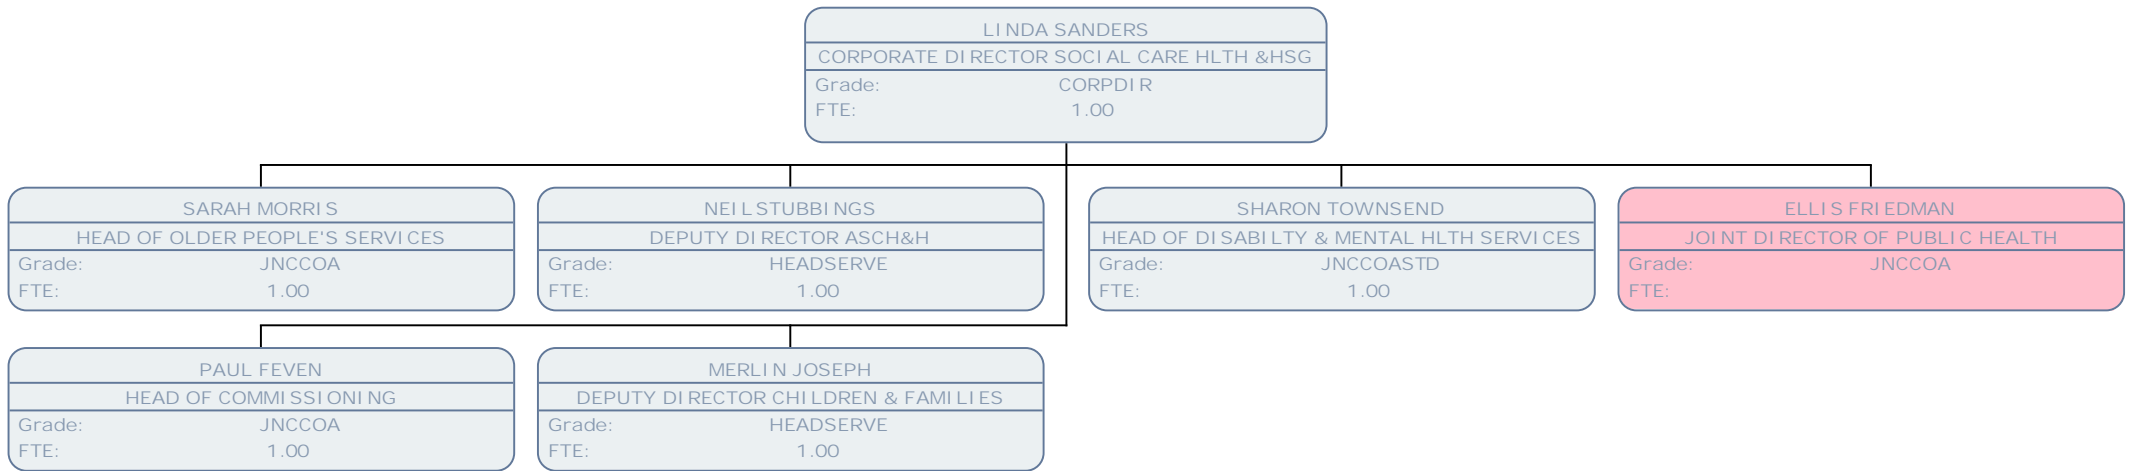 LINDA SANDERS
CORPORATE DIRECTOR SOCIAL CARE HLTH &HSG
Grade: CORPDIR
FTE: 1.00
SARAH MORRIS
HEAD OF OLDER PEOPLE'S SERVICES
Grade: JNCCOA
FTE: 1.00
NEIL STUBBINGS
DEPUTY DIRECTOR ASCH&H
Grade: HEADSERVE
FTE: 1.00
SHARON TOWNSEND
HEAD OF DISABILTY & MENTAL HLTH SERVICES
Grade: JNCCOASTD
FTE: 1.00
ELLIS FRIEDMAN
JOINT DIRECTOR OF PUBLIC HEALTH
Grade: JNCCOA
FTE:
PAUL FEVEN
HEAD OF COMMISSIONING
Grade: JNCCOA
FTE: 1.00
MERLIN JOSEPH
DEPUTY DIRECTOR CHILDREN & FAMILIES
Grade: HEADSERVE
FTE: 1.00